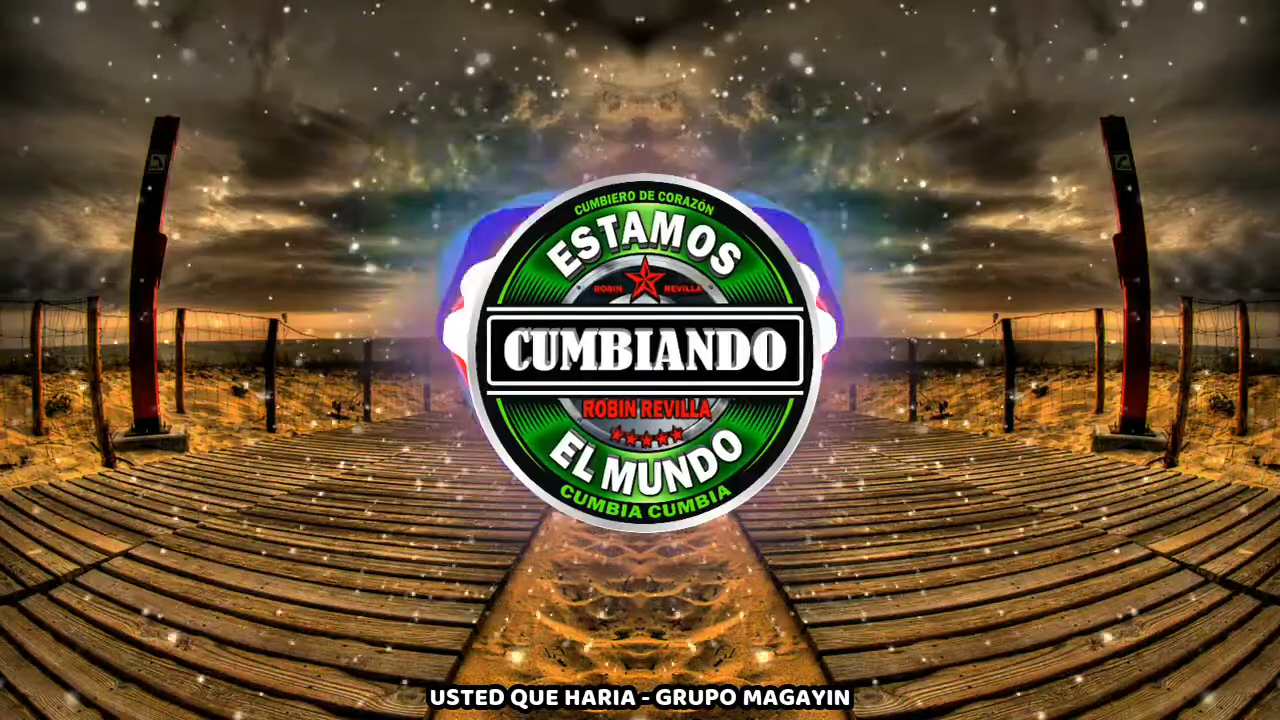 CUMBIERO DE CORAZÓN
ESTAMOS
ROBIN REVILLA
CUMBIANDO
ROBIN REVILLA
EL MUNDO
CUMBIA CUMBIA
USTED QUE HARIA - GRUPO MAGAYIN